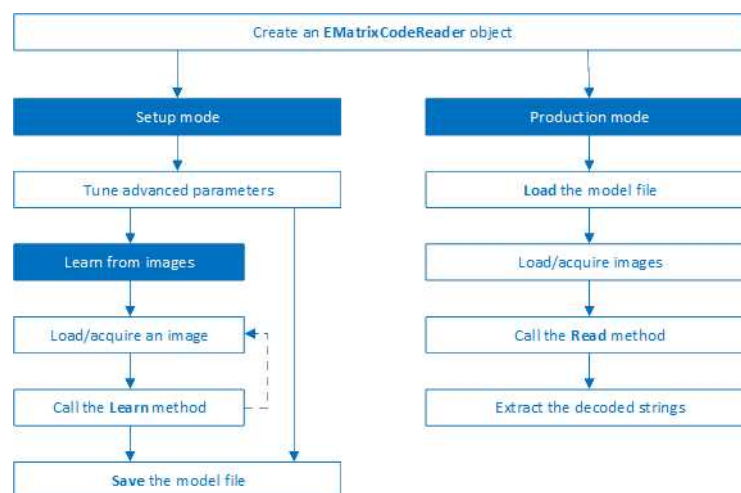 Create an EMatrixCodeReader object
Setup mode
Production mode
Tune advanced parameters
Load the model file
Learn from images
Load/acquire images
Load/acquire an image
Call the Read method
Call the Learn method
Extract the decoded strings
Save the model file